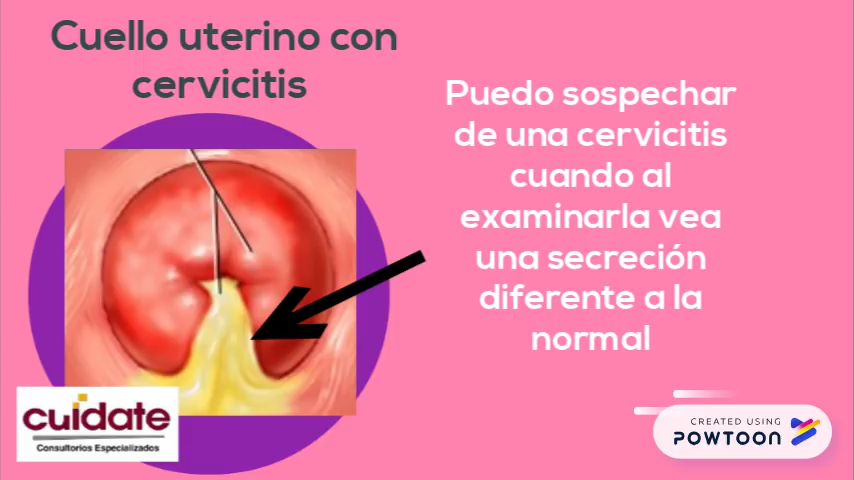 Cuello uterino con
cervicitis
Puedo sospechar
de una cervicitis
cuando al
examinarla vea
una secreción
diferente a la
normal
cuidate
Consultorios Especializados
CREATED USING
POWTOON